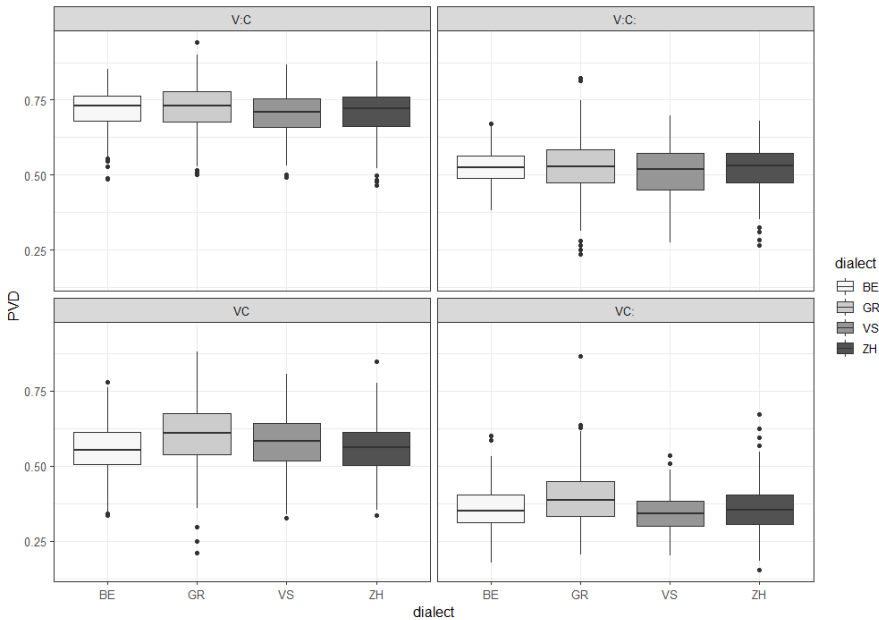 V:C
V:C:
0.75
0.50
0.25
VC
VC:
0.75
0.50
0.25
PVD
BE
GR
VS
ZH
BE
GR
VS
ZH
dialect
dialect
BE
GR
VS
ZH